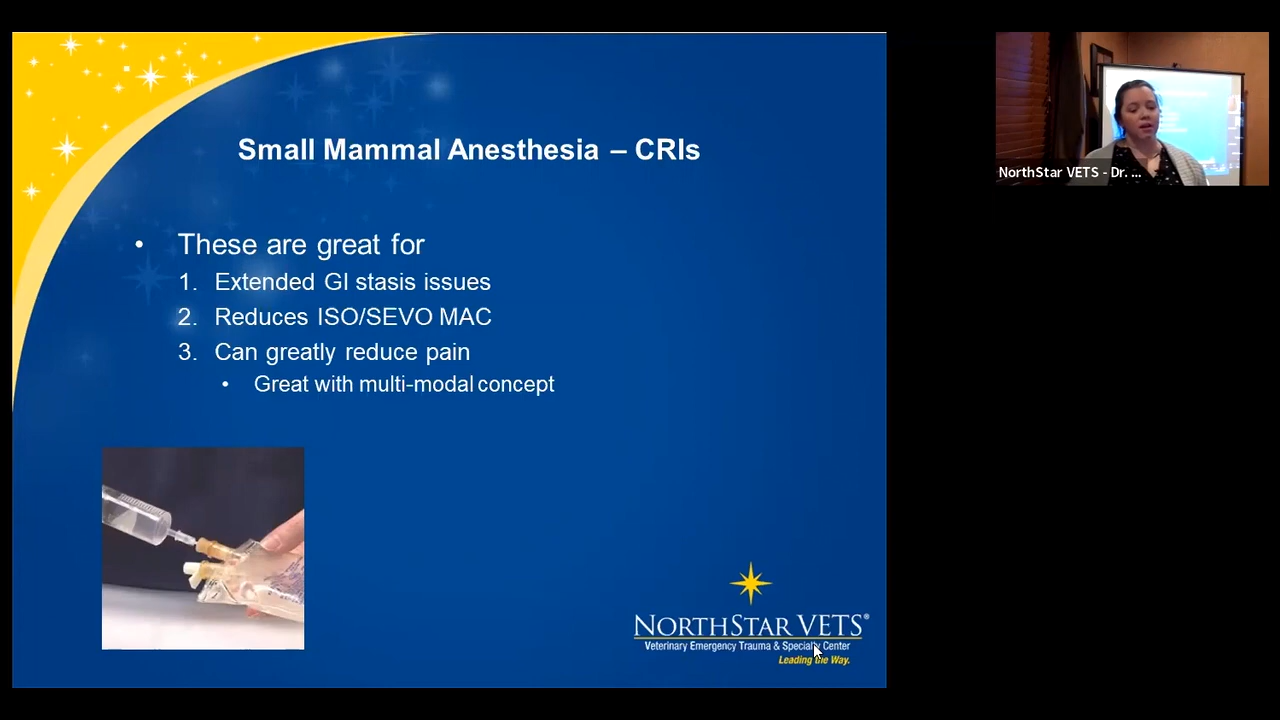 Small Mammal Anesthesia – CRIs
• These are great for
1. Extended GI stasis issues
2. Reduces ISO/SEVO MAC
3. Can greatly reduce pain
• Great with multi-modal concept
NORTHSTAR VETS®
Veterinary Emergency Trauma & Specialty Center
Leading the Way.
NorthStar VETS - Dr. ...